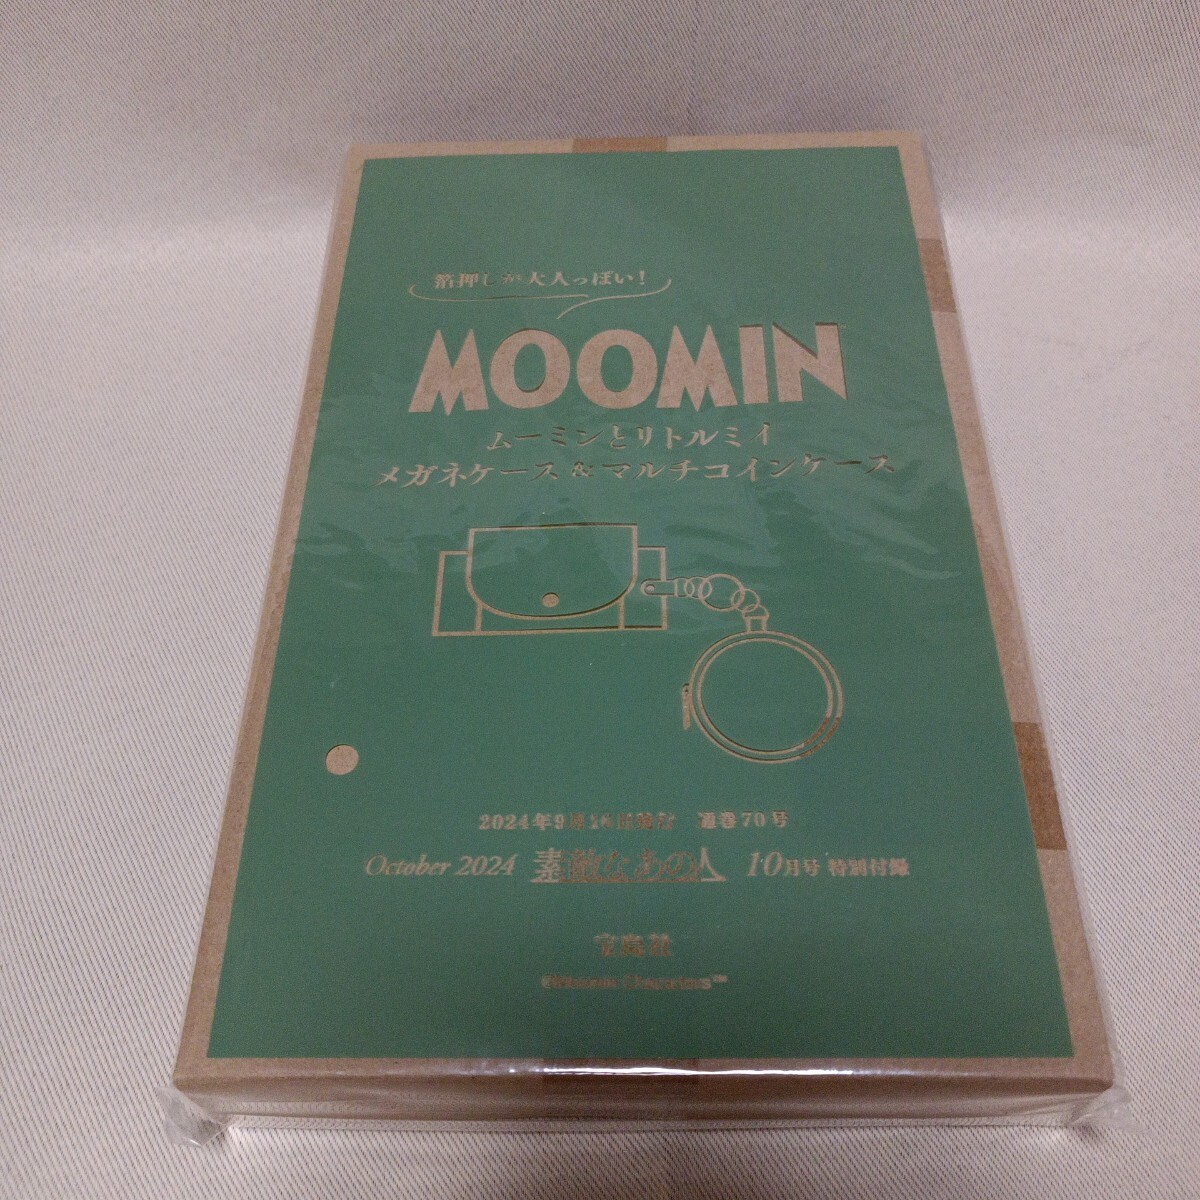 箔押しが大人っぽい!
MOOMIN
ムーミンとリトルミイ
メガネケース&マルチコインケース
2024年9月16日発行 通巻70号
October 2024 素敵なあの人 10月号 特別付録
宝島社
©Moomin Characters™